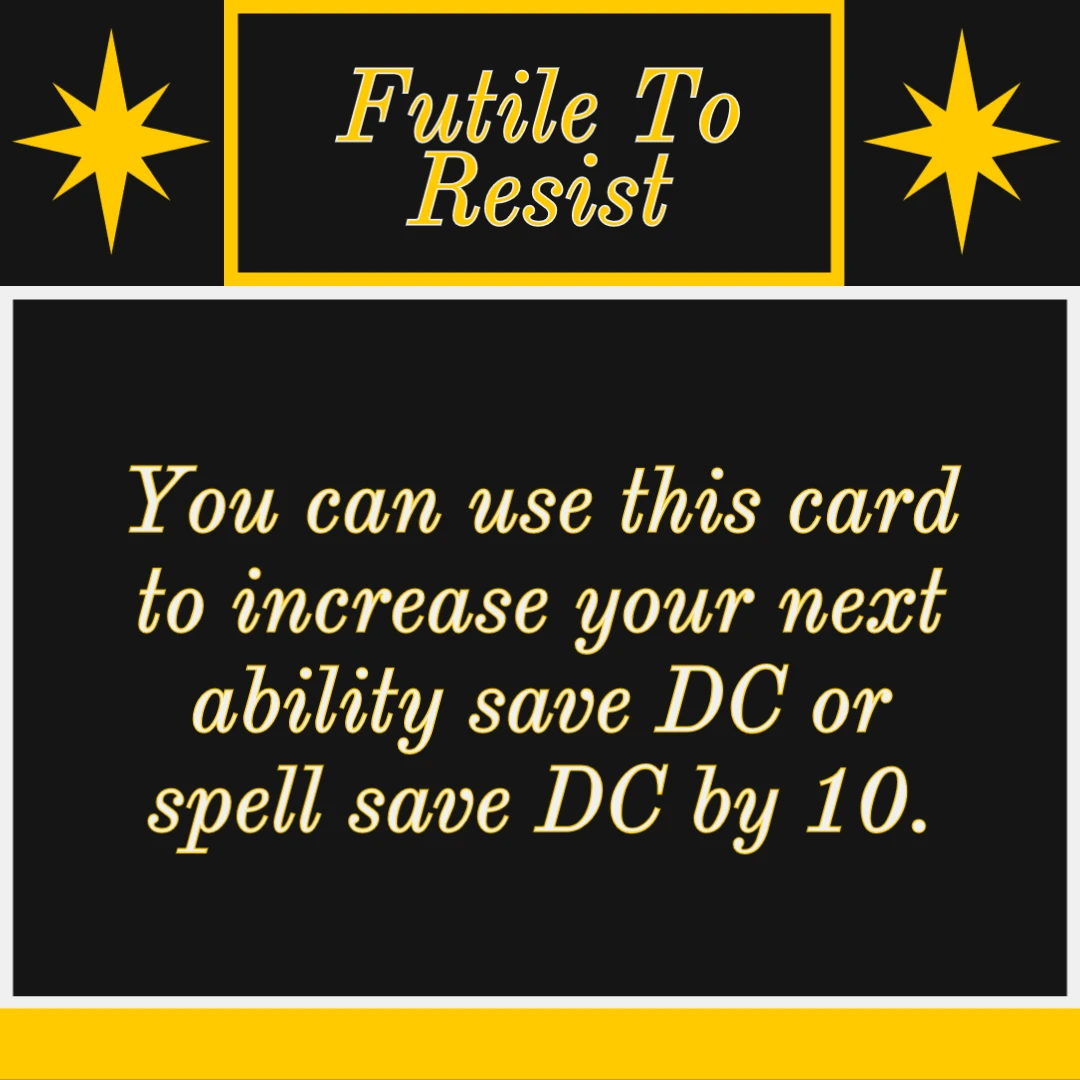 Futile To
Resist
You can use this card
to increase your next
ability save DC or
spell save DC by 10.